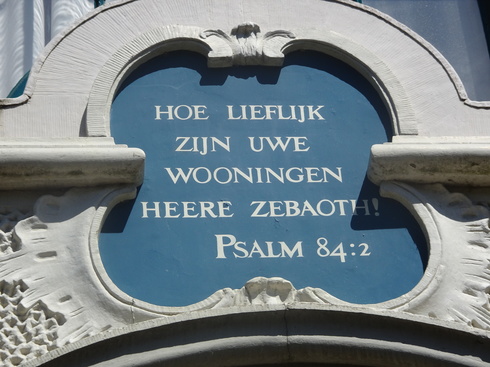 HOE LIEFLIJK
ZIJN UWE
WOONINGEN
HEERE ZEBAOTH!
PSALM 84:2